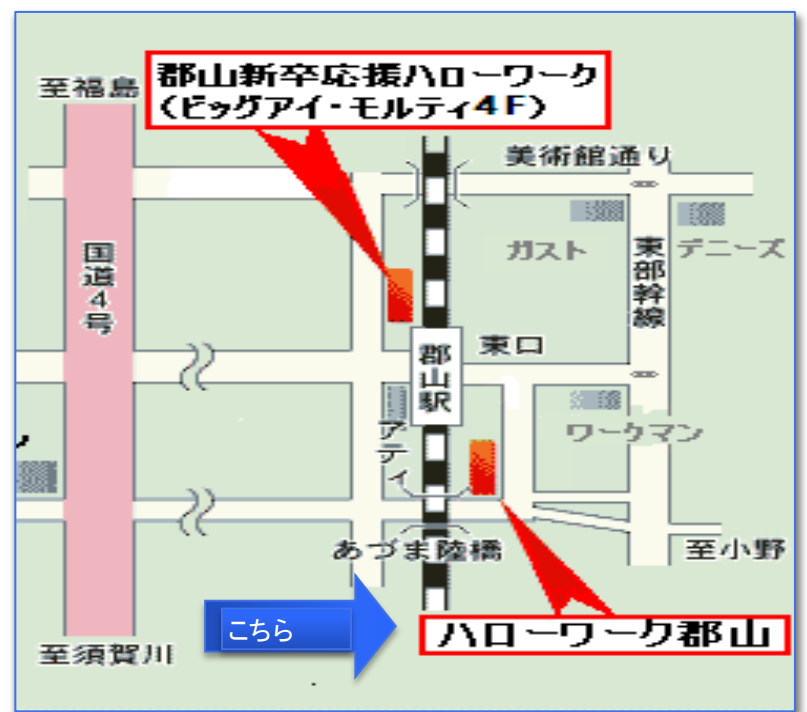 郡山新卒応援ハローワーク
(ビッグアイ・モルティ4F)
至福島
美術館通り
国道4号
ガスト
東部幹線
デニーズ
東口
郡山駅
アティ
ワークマン
あづま陸橋
至小野
こちら
ハローワーク郡山
至須賀川